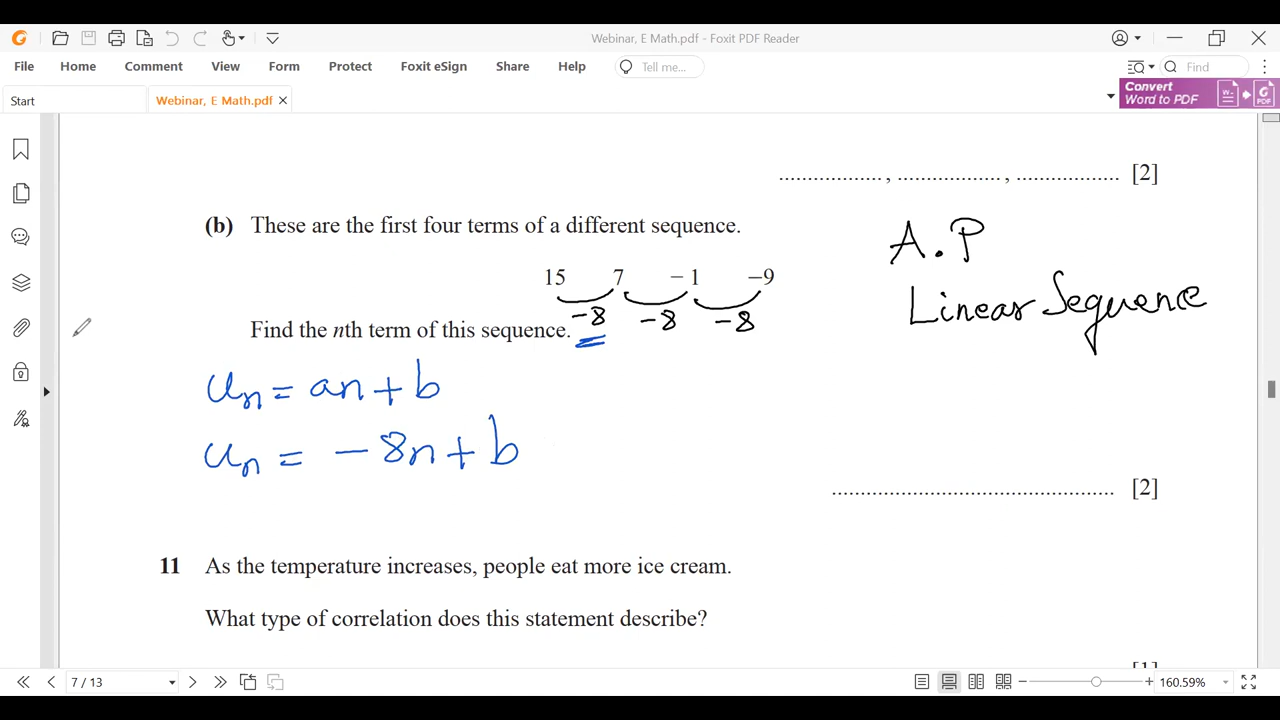 Webinar, E Math.pdf - Foxit PDF Reader
File Home Comment View Form Protect Foxit eSign Share Help Tell me... Find
Start Webinar, E Math.pdf
Convert
Word to PDF
PDF
................. , .................. , ................. [2]
(b) These are the first four terms of a different sequence.
A.P
15 7 −1 −9
Linear Sequence
−8 −8 −8
Find the nth term of this sequence.
un = an + b
un = −8n + b
.............................................. [2]
11 As the temperature increases, people eat more ice cream.
What type of correlation does this statement describe?
7 / 13 160.59%